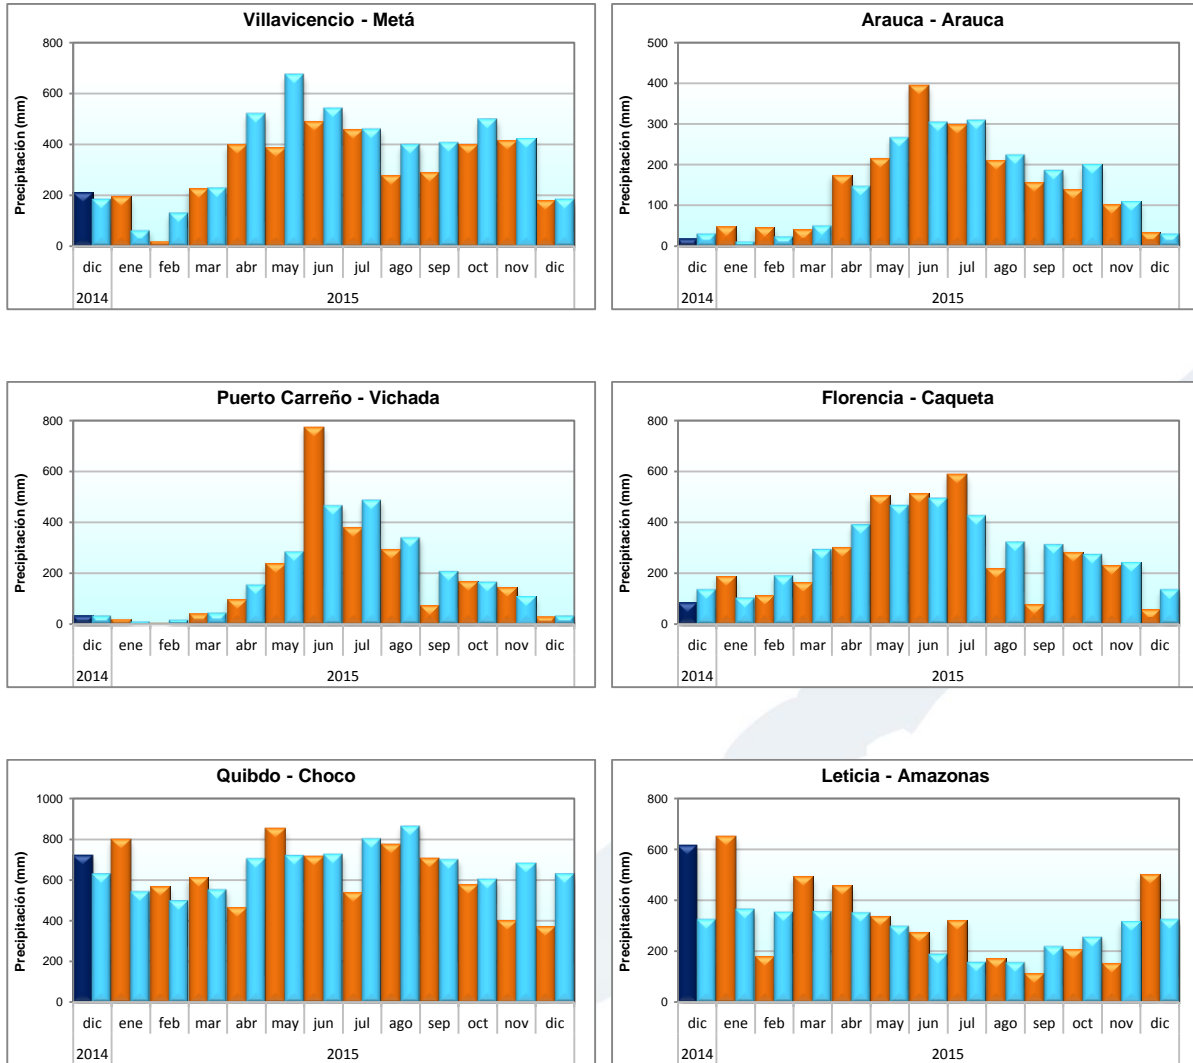 Villavicencio - Metá
800
600
400
200
0
Precipitación (mm)
dic ene feb mar abr may jun jul ago sep oct nov dic
2014 2015
Arauca - Arauca
500
400
300
200
100
0
Precipitación (mm)
dic ene feb mar abr may jun jul ago sep oct nov dic
2014 2015
Puerto Carreño - Vichada
800
600
400
200
0
Precipitación (mm)
dic ene feb mar abr may jun jul ago sep oct nov dic
2014 2015
Florencia - Caqueta
800
600
400
200
0
Precipitación (mm)
dic ene feb mar abr may jun jul ago sep oct nov dic
2014 2015
Quibdo - Choco
1000
800
600
400
200
0
Precipitación (mm)
dic ene feb mar abr may jun jul ago sep oct nov dic
2014 2015
Leticia - Amazonas
800
600
400
200
0
Precipitación (mm)
dic ene feb mar abr may jun jul ago sep oct nov dic
2014 2015